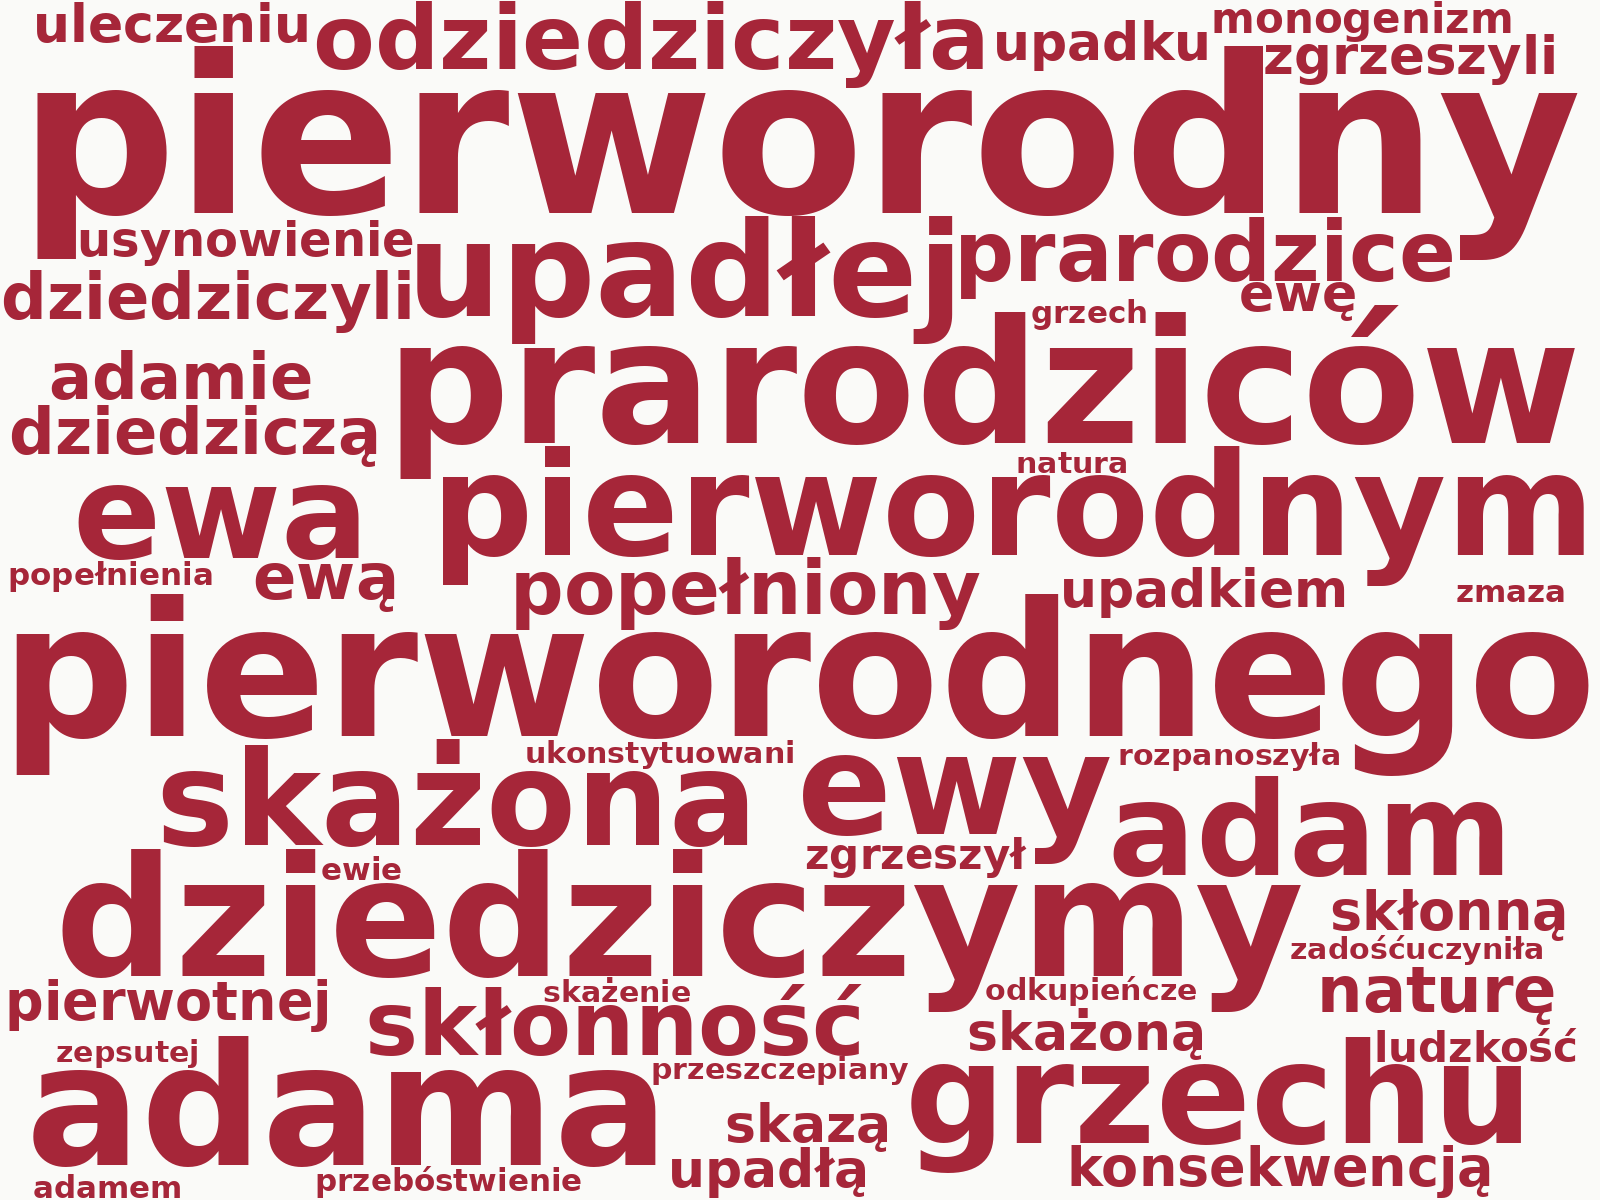 uleczeniu
odziedziczyła
upadku
monogenizm
zgrzeszyli
pierworodny
usynowienie
upadłej
prarodzice
dziedziczyli
ewę
grzech
prarodziców
adamie
dziedziczą
natura
ewa
pierworodnym
popełnienia
ewą
popełniony
upadkiem
zmaza
pierworodnego
skażona
ukonstytuowani
ewy
rozpanoszyła
adam
zgrzeszył
ewie
dziedziczymy
skłonną
zadośćuczyniła
pierwotnej
skażenie
skłonność
odkupieńcze
naturę
skażoną
zepsutej
adama
ludzkość
przeszczepiany
grzechu
skazą
upadłą
konsekwencją
adamem
przebóstwienie